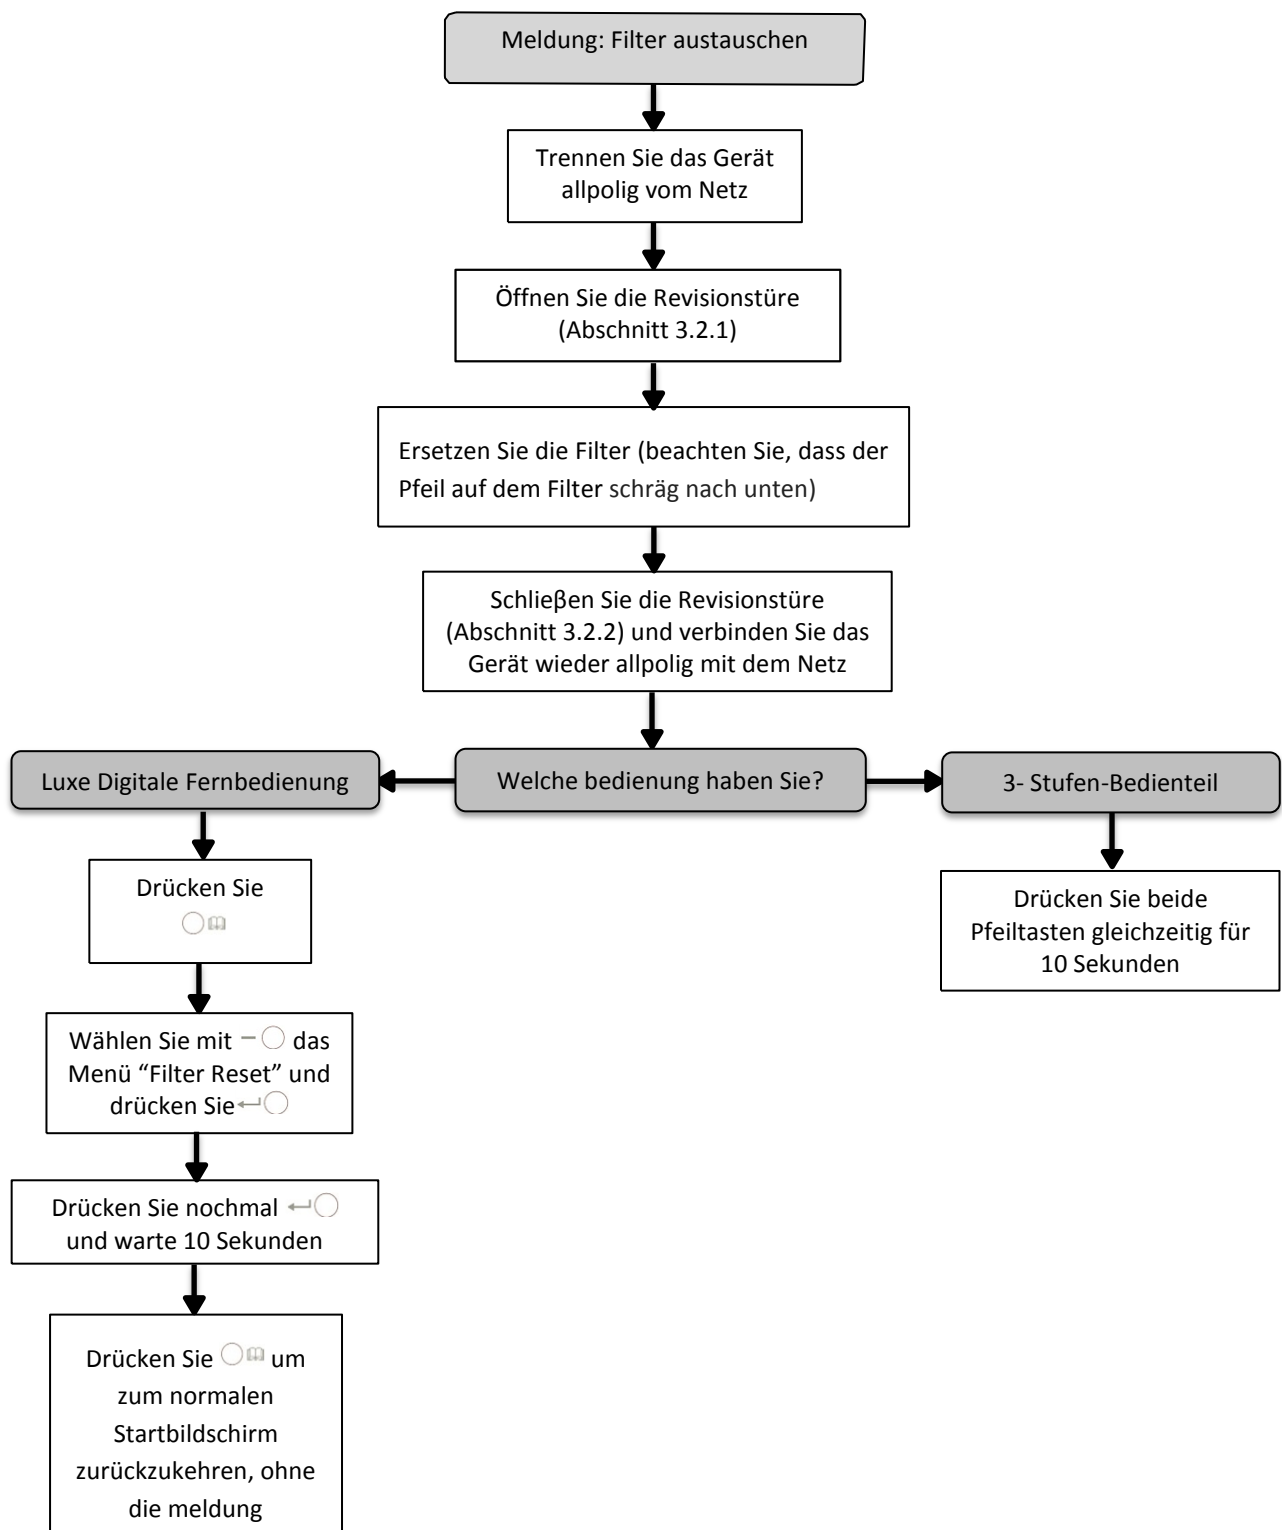 Meldung: Filter austauschen
Trennen Sie das Gerät
allpolig vom Netz
Öffnen Sie die Revisionstüre
(Abschnitt 3.2.1)
Ersetzen Sie die Filter (beachten Sie, dass der
Pfeil auf dem Filter schräg nach unten)
Schlieβen Sie die Revisionstüre
(Abschnitt 3.2.2) und verbinden Sie das
Gerät wieder allpolig mit dem Netz
Luxe Digitale Fernbedienung
Welche bedienung haben Sie?
3- Stufen-Bedienteil
Drücken Sie
Wählen Sie mit – das
Menü “Filter Reset” und
drücken Sie ↵
Drücken Sie nochmal ↵
und warte 10 Sekunden
Drücken Sie um
zum normalen
Startbildschirm
zurückzukehren, ohne
die meldung
Drücken Sie beide
Pfeiltasten gleichzeitig für
10 Sekunden